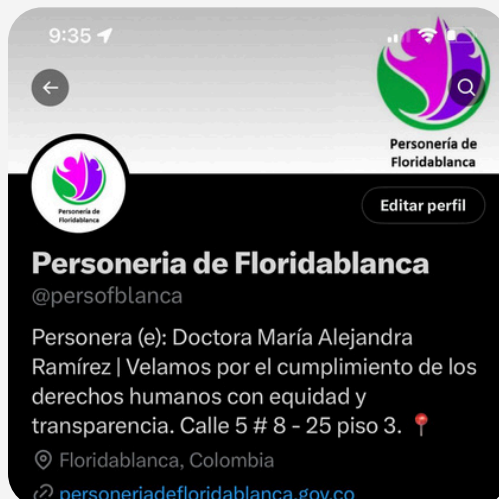 9:35
Personería de
Floridablanca
Personería de
Floridablanca
Editar perfil
Personeria de Floridablanca
@persofblanca
Personera (e): Doctora María Alejandra
Ramírez | Velamos por el cumplimiento de los
derechos humanos con equidad y
transparencia. Calle 5 # 8 - 25 piso 3. 📍
Floridablanca, Colombia
personeriadefloridablanca.gov.co